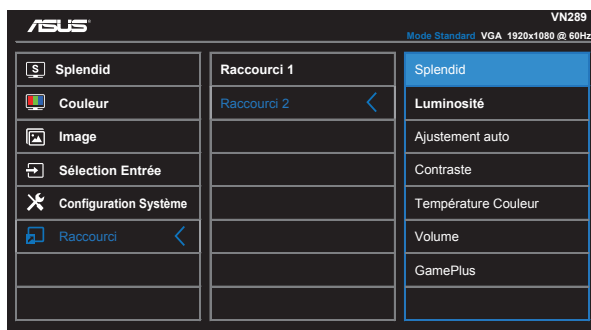 ASUS
VN289
Mode Standard VGA 1920x1080 @ 60Hz
S Splendid
Couleur
Image
Sélection Entrée
Configuration Système
Raccourci
Raccourci 1
Raccourci 2
Splendid
Luminosité
Ajustement auto
Contraste
Température Couleur
Volume
GamePlus